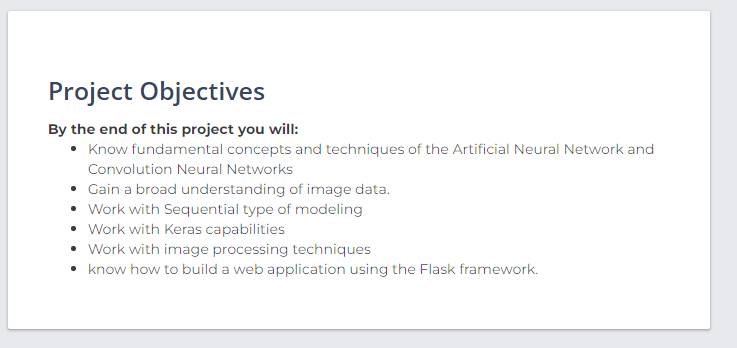 Project Objectives
By the end of this project you will:
• Know fundamental concepts and techniques of the Artificial Neural Network and
Convolution Neural Networks
• Gain a broad understanding of image data.
• Work with Sequential type of modeling
• Work with Keras capabilities
• Work with image processing techniques
• know how to build a web application using the Flask framework.